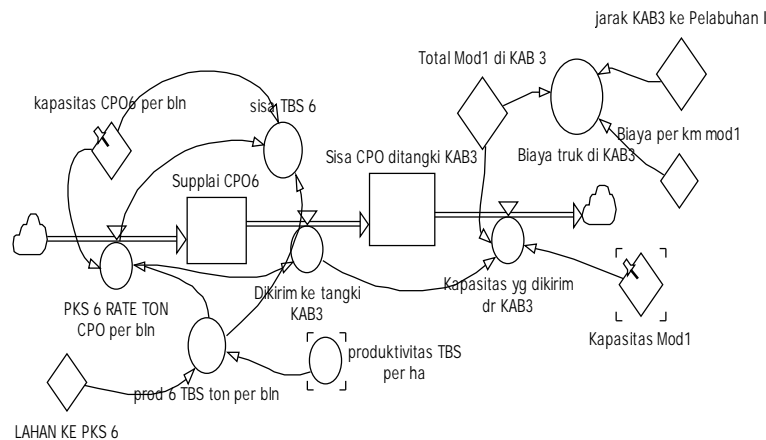 jarak KAB3 ke Pelabuhan I
Total Mod1 di KAB 3
kapasitas CPO6 per bln
sisa TBS 6
Biaya per km mod1
Biaya truk di KAB3
Sisa CPO ditangki KAB3
Supplai CPO6
PKS 6 RATE TON
CPO per bln
Dikirim ke tangki
KAB3
Kapasitas yg dikirim
dr KAB3
Kapasitas Mod1
produktivitas TBS
per ha
prod 6 TBS ton per bln
LAHAN KE PKS 6